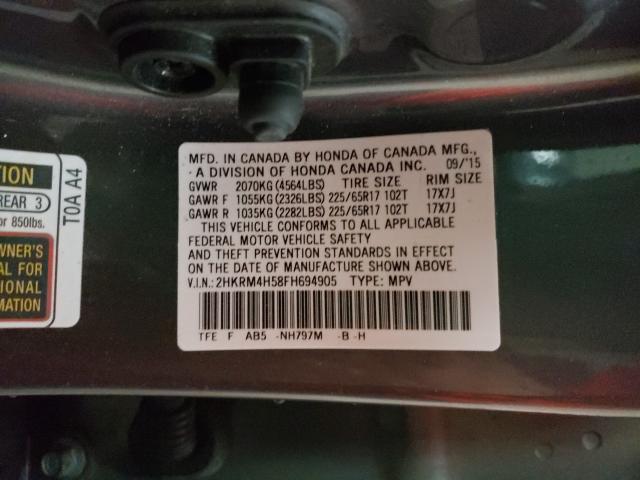 TION
REAR 3
or 850lbs.
OWNER'S
AL FOR
TIONAL
MATION
T0A A4
MFD. IN CANADA BY HONDA OF CANADA MFG.,
A DIVISION OF HONDA CANADA INC. 09/'15
GVWR 2070KG (4564LBS) TIRE SIZE RIM SIZE
GAWR F 1055KG (2326LBS) 225/65R17 102T 17X7J
GAWR R 1035KG (2282LBS) 225/65R17 102T 17X7J
THIS VEHICLE CONFORMS TO ALL APPLICABLE
FEDERAL MOTOR VEHICLE SAFETY
AND THEFT PREVENTION STANDARDS IN EFFECT
ON THE DATE OF MANUFACTURE SHOWN ABOVE.
V.I.N.: 2HKRM4H58FH694905 TYPE: MPV
TFE F AB5 -NH797M -B -H